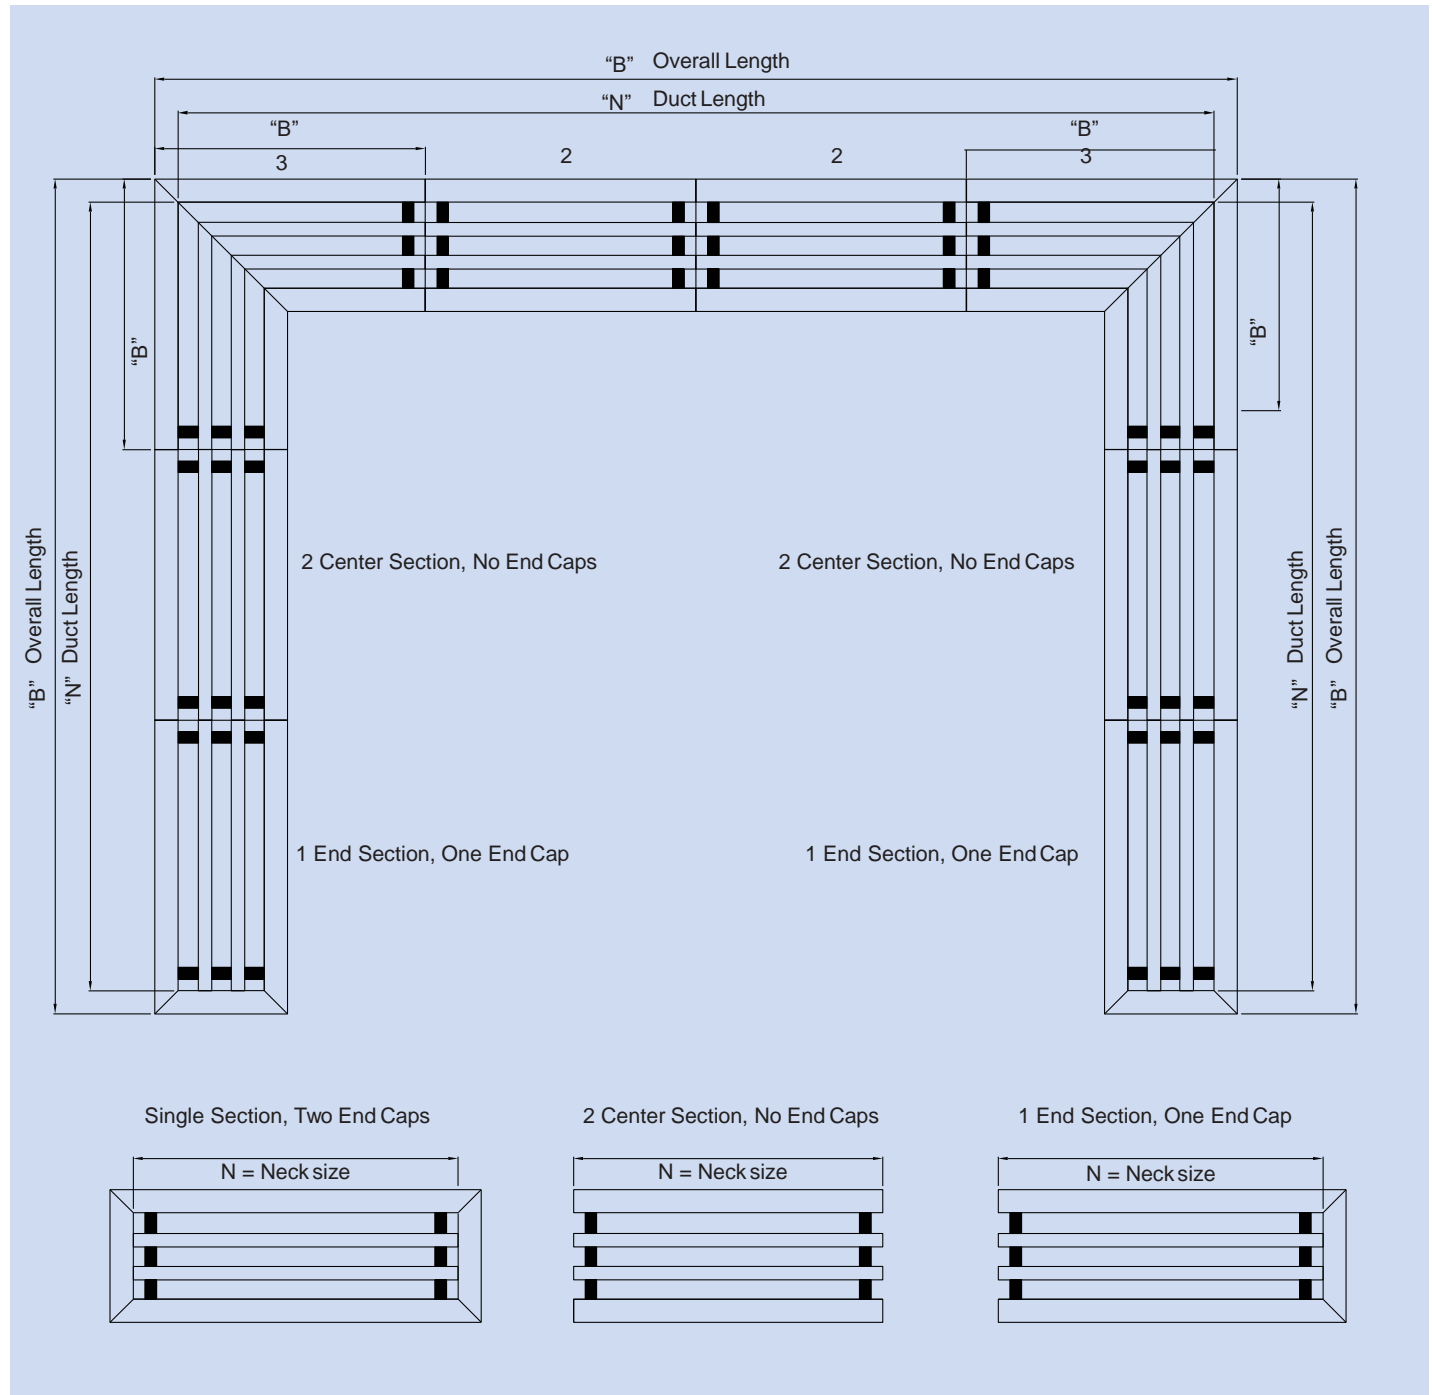 “B” Overall Length
“N” Duct Length
“B”
“B”
3
2
2
3
“B”
“B”
“B” Overall Length
“N” Duct Length
2 Center Section, No End Caps
2 Center Section, No End Caps
“N” Duct Length
“B” Overall Length
1 End Section, One End Cap
1 End Section, One End Cap
Single Section, Two End Caps
2 Center Section, No End Caps
1 End Section, One End Cap
N = Neck size
N = Neck size
N = Neck size